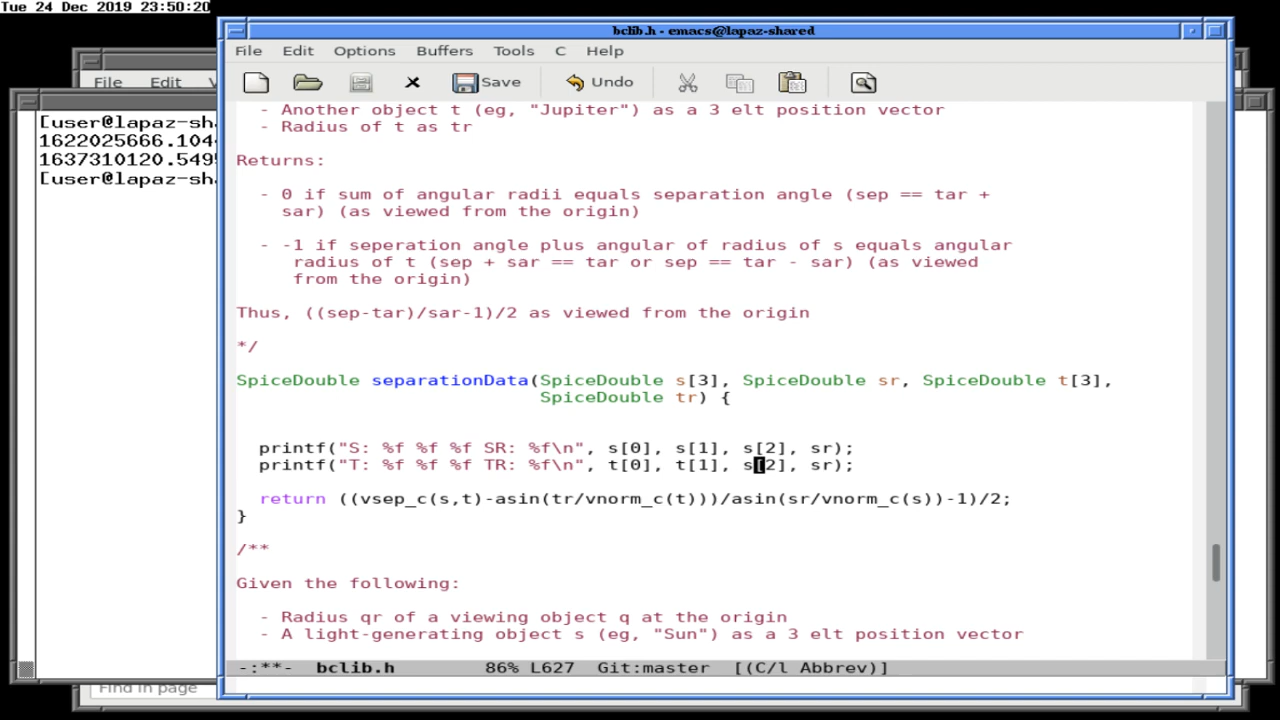 Tue 24 Dec 2019 23:50:20
bclib.h - emacs@lapaz-shared
File Edit Options Buffers Tools C Help
Save Undo
File Edit
[user@lapaz-sh
1622025666.104
1637310120.549
[user@lapaz-sh
- Another object t (eg, "Jupiter") as a 3 elt position vector
- Radius of t as tr
Returns:
- 0 if sum of angular radii equals separation angle (sep == tar +
sar) (as viewed from the origin)
- -1 if seperation angle plus angular of radius of s equals angular
radius of t (sep + sar == tar or sep == tar - sar) (as viewed
from the origin)
Thus, ((sep-tar)/sar-1)/2 as viewed from the origin
*/
SpiceDouble separationData(SpiceDouble s[3], SpiceDouble sr, SpiceDouble t[3],
SpiceDouble tr) {
printf("S: %f %f %f SR: %f\n", s[0], s[1], s[2], sr);
printf("T: %f %f %f TR: %f\n", t[0], t[1], s[2], sr);
return ((vsep_c(s,t)-asin(tr/vnorm_c(t)))/asin(sr/vnorm_c(s))-1)/2;
}
/**
Given the following:
- Radius qr of a viewing object q at the origin
- A light-generating object s (eg, "Sun") as a 3 elt position vector
-:**- bclib.h 86% L627 Git:master [(C/l Abbrev)]
Find in page